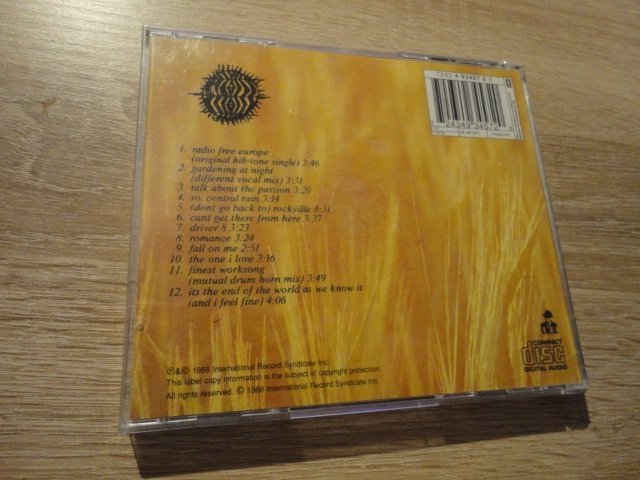 7243 4 93457 2
24349 34572
1. radio free europe
(original hib-tone single) 3:46
2. gardening at night
(different vocal mix) 3:31
3. talk about the passion 3:20
4. so. central rain 3:14
5. (dont go back to) rockville 4:31
6. cant get there from here 3:37
7. driver 8 3:23
8. romance 3:24
9. fall on me 2:51
10. the one i love 3:16
11. finest worksong
(mutual drum horn mix) 3:49
12. its the end of the world as we know it
(and i feel fine) 4:06
COMPACT
disc
DIGITAL AUDIO
℗&© 1988 International Record Syndicate Inc.
This label copy information is the subject of copyright protection.
All rights reserved. © 1988 International Record Syndicate Inc.